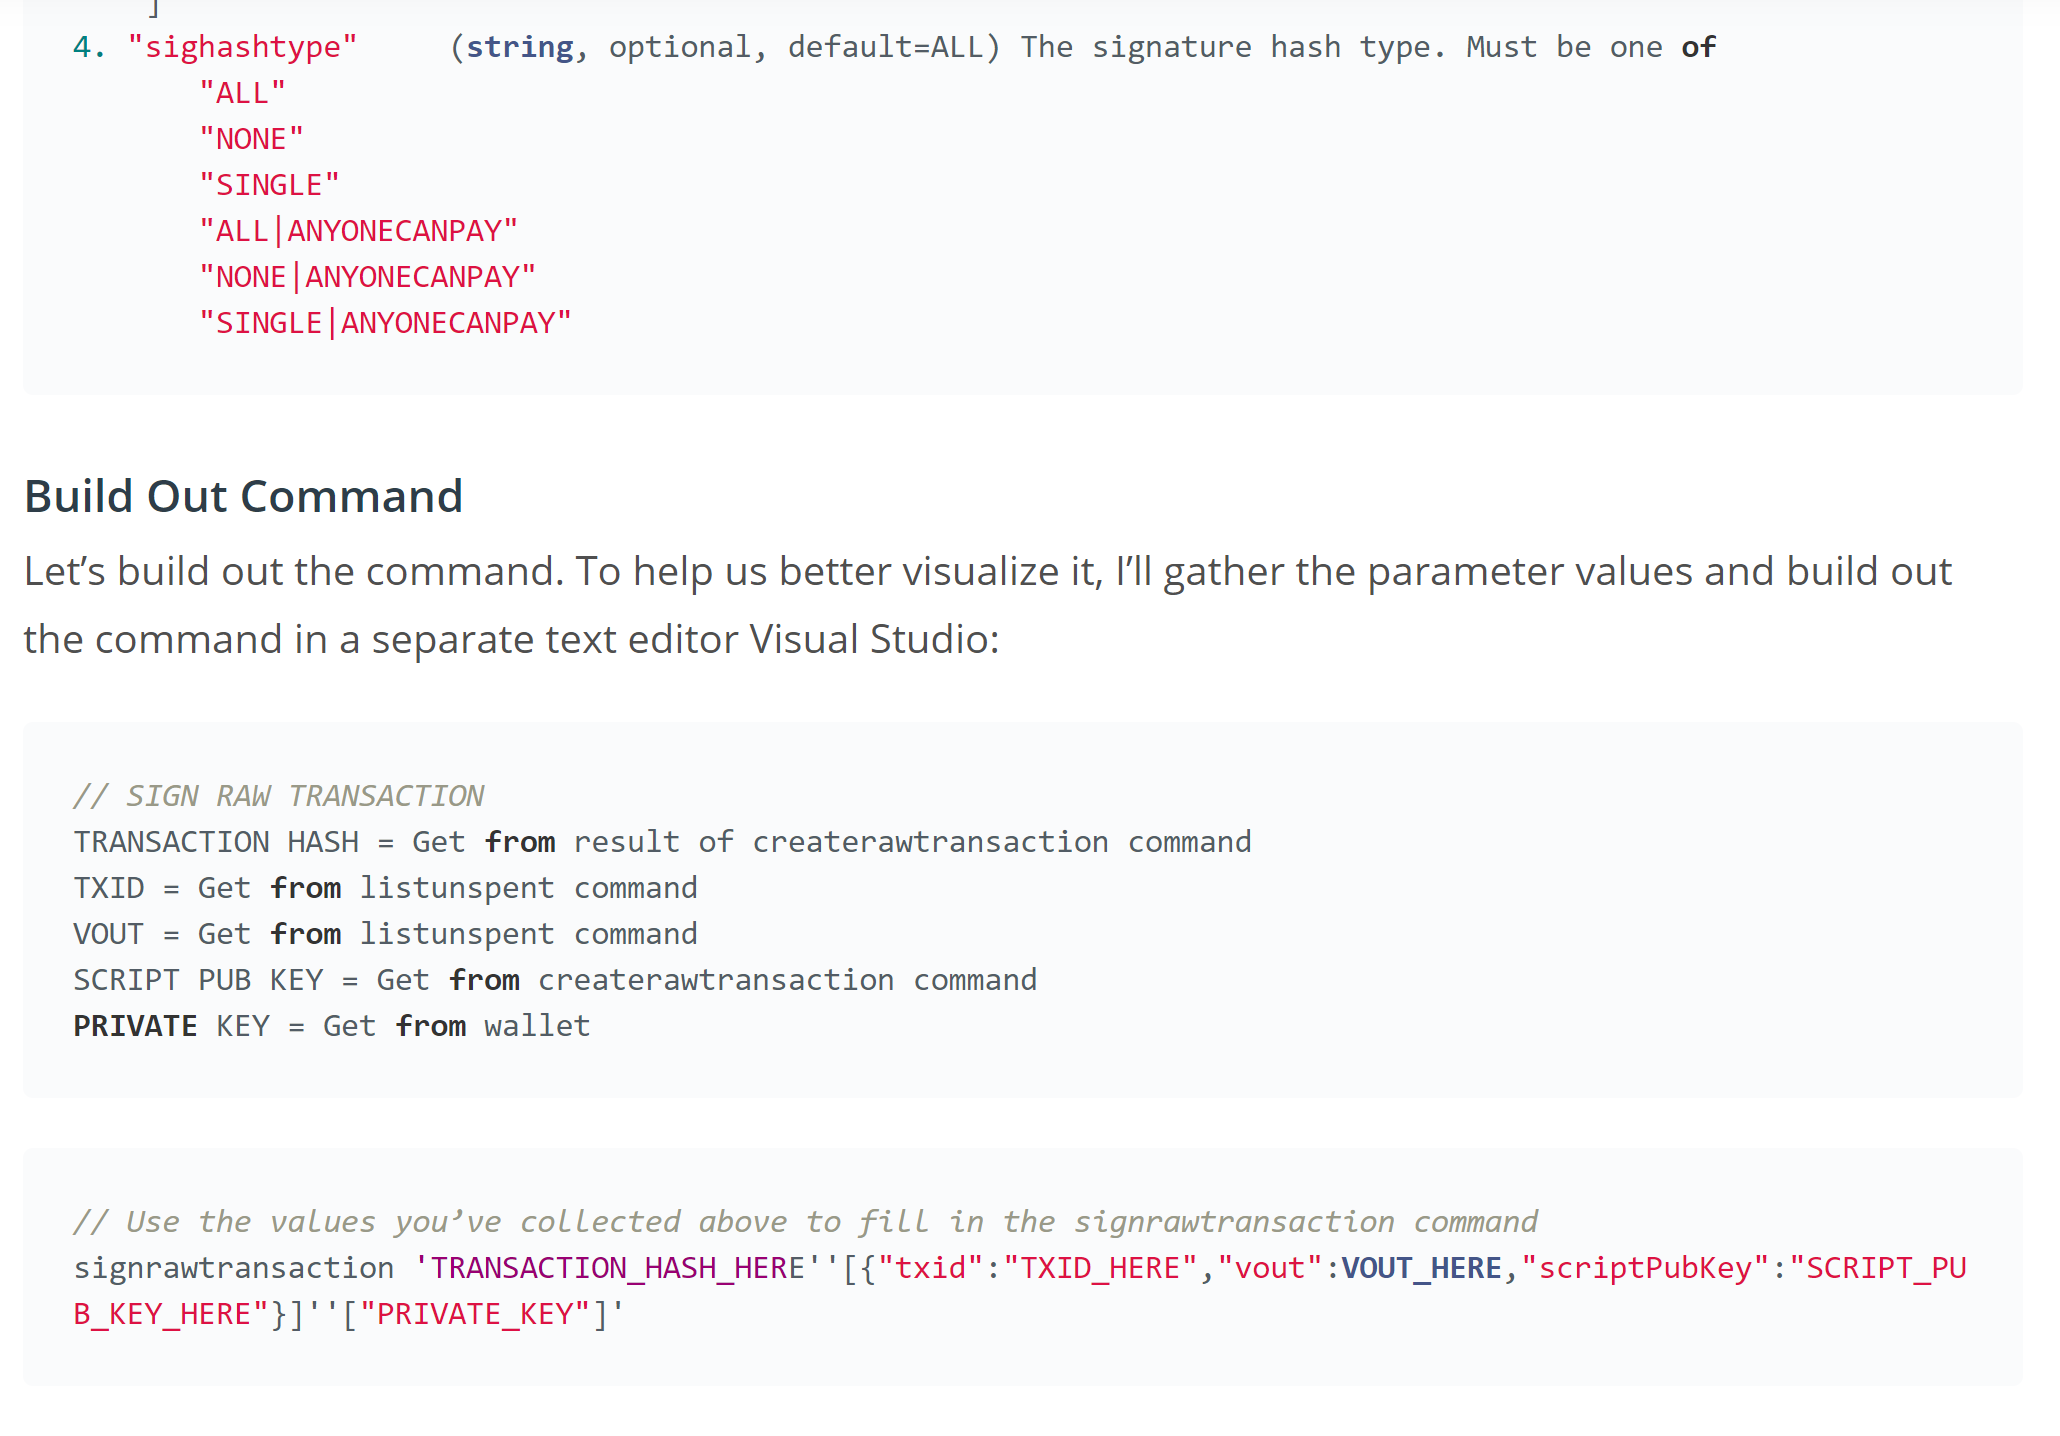 ]
4. "sighashtype"     (string, optional, default=ALL) The signature hash type. Must be one of
"ALL"
"NONE"
"SINGLE"
"ALL|ANYONECANPAY"
"NONE|ANYONECANPAY"
"SINGLE|ANYONECANPAY"
Build Out Command
Let’s build out the command. To help us better visualize it, I’ll gather the parameter values and build out
the command in a separate text editor Visual Studio:
// SIGN RAW TRANSACTION
TRANSACTION HASH = Get from result of createrawtransaction command
TXID = Get from listunspent command
VOUT = Get from listunspent command
SCRIPT PUB KEY = Get from createrawtransaction command
PRIVATE KEY = Get from wallet
// Use the values you’ve collected above to fill in the signrawtransaction command
signrawtransaction 'TRANSACTION_HASH_HERE''[{"txid":"TXID_HERE","vout":VOUT_HERE,"scriptPubKey":"SCRIPT_PU
B_KEY_HERE"}]''["PRIVATE_KEY"]'